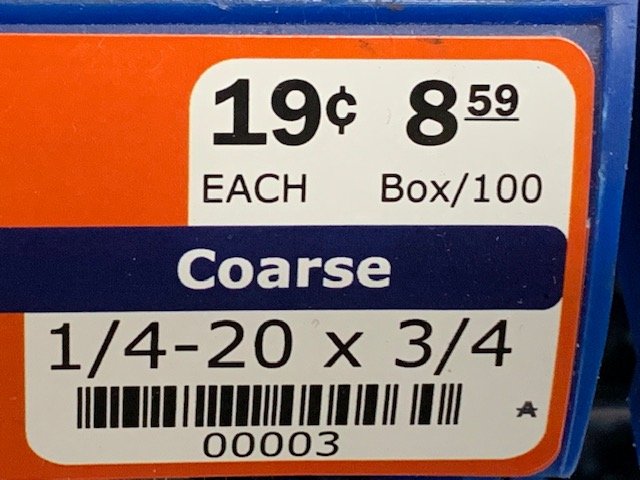 19¢ 8 59
EACH Box/100
Coarse
1/4-20 x 3/4
A
00003